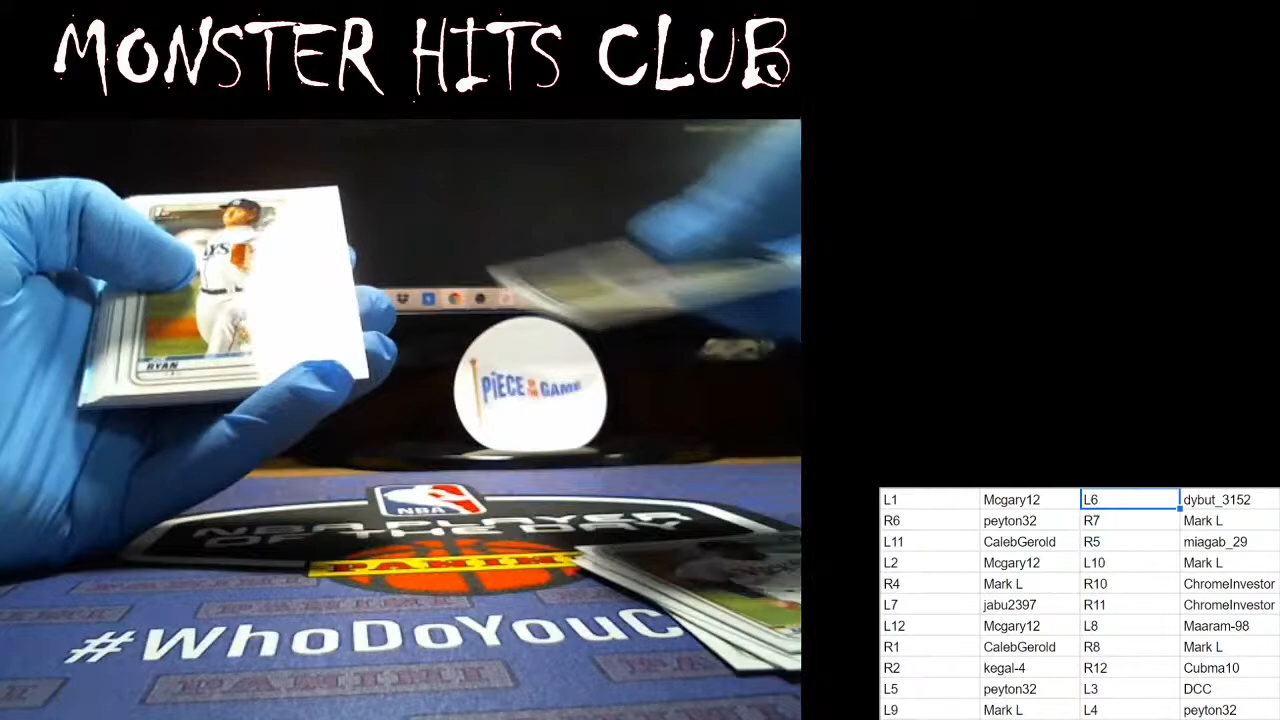 MONSTER HITS CLUB
RYAN
PIECE OF THE GAME
NBA
NBA PLAYER
OF THE DAY
PANINI
#WhoDoYouC
PANINI
L1 Mcgary12 L6 dybut_3152
R6 peyton32 R7 Mark L
L11 CalebGerold R5 miagab_29
L2 Mcgary12 L10 Mark L
R4 Mark L R10 ChromeInvestor
L7 jabu2397 R11 ChromeInvestor
L12 Mcgary12 L8 Maaram-98
R1 CalebGerold R8 Mark L
R2 kegal-4 R12 Cubma10
L5 peyton32 L3 DCC
L9 Mark L L4 peyton32